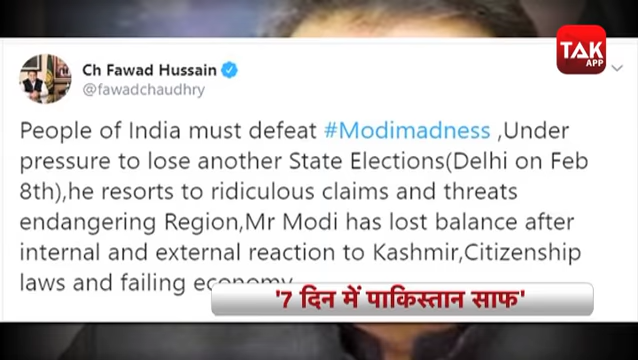 TAK
APP
Ch Fawad Hussain
@fawadchaudhry
People of India must defeat #Modimadness ,Under
pressure to lose another State Elections(Delhi on Feb
8th),he resorts to ridiculous claims and threats
endangering Region,Mr Modi has lost balance after
internal and external reaction to Kashmir,Citizenship
laws and failing economy
'7 दिन में पाकिस्तान साफ'